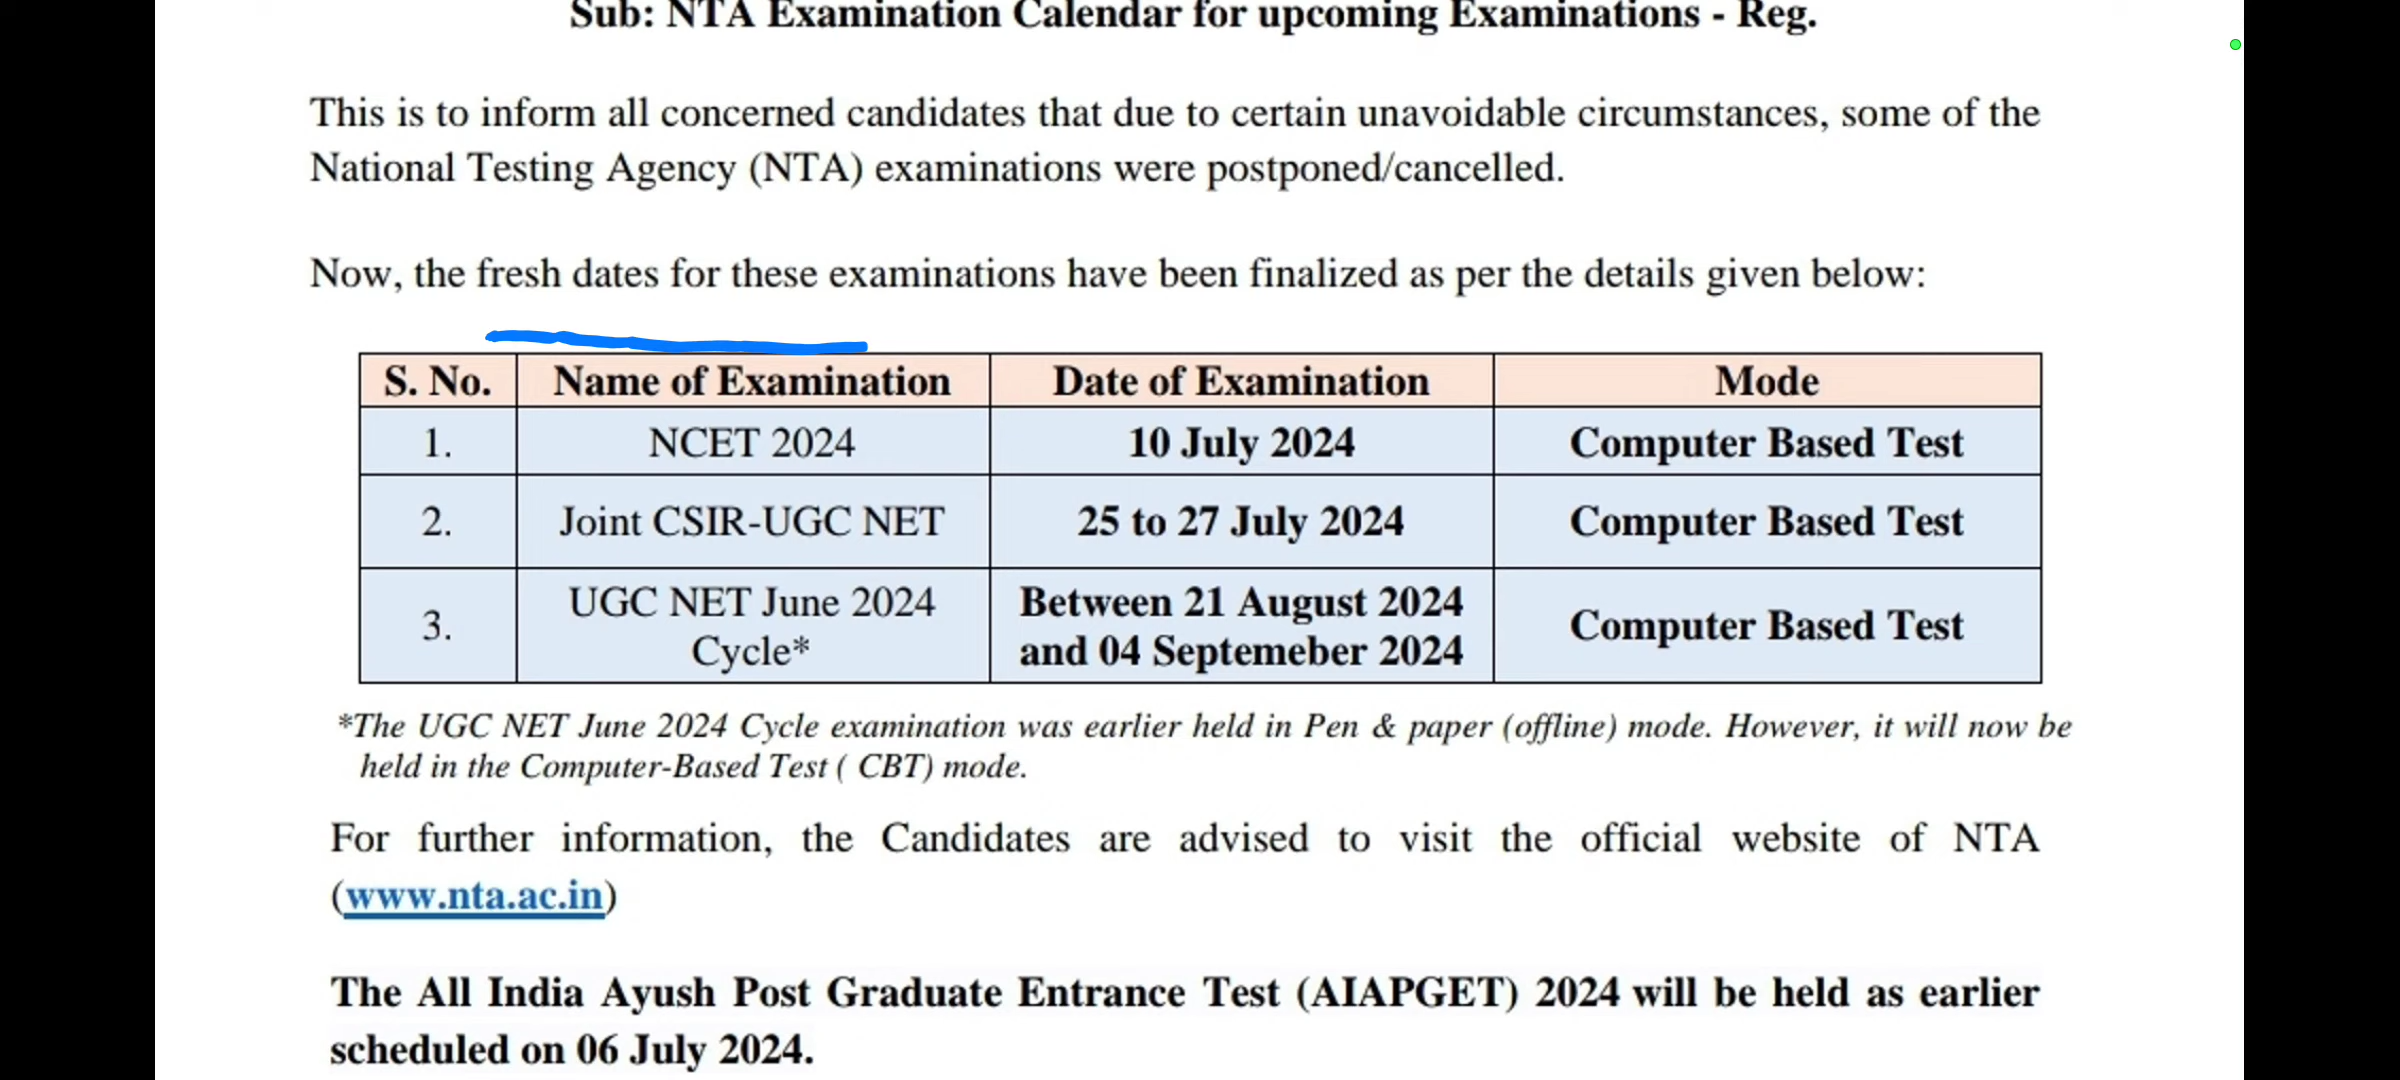 Sub: NTA Examination Calendar for upcoming Examinations - Reg.
This is to inform all concerned candidates that due to certain unavoidable circumstances, some of the
National Testing Agency (NTA) examinations were postponed/cancelled.
Now, the fresh dates for these examinations have been finalized as per the details given below:
S. No. Name of Examination Date of Examination Mode
1. NCET 2024 10 July 2024 Computer Based Test
2. Joint CSIR-UGC NET 25 to 27 July 2024 Computer Based Test
3. UGC NET June 2024 Cycle* Between 21 August 2024 and 04 Septemeber 2024 Computer Based Test
*The UGC NET June 2024 Cycle examination was earlier held in Pen & paper (offline) mode. However, it will now be
held in the Computer-Based Test ( CBT) mode.
For further information, the Candidates are advised to visit the official website of NTA
(www.nta.ac.in)
The All India Ayush Post Graduate Entrance Test (AIAPGET) 2024 will be held as earlier
scheduled on 06 July 2024.